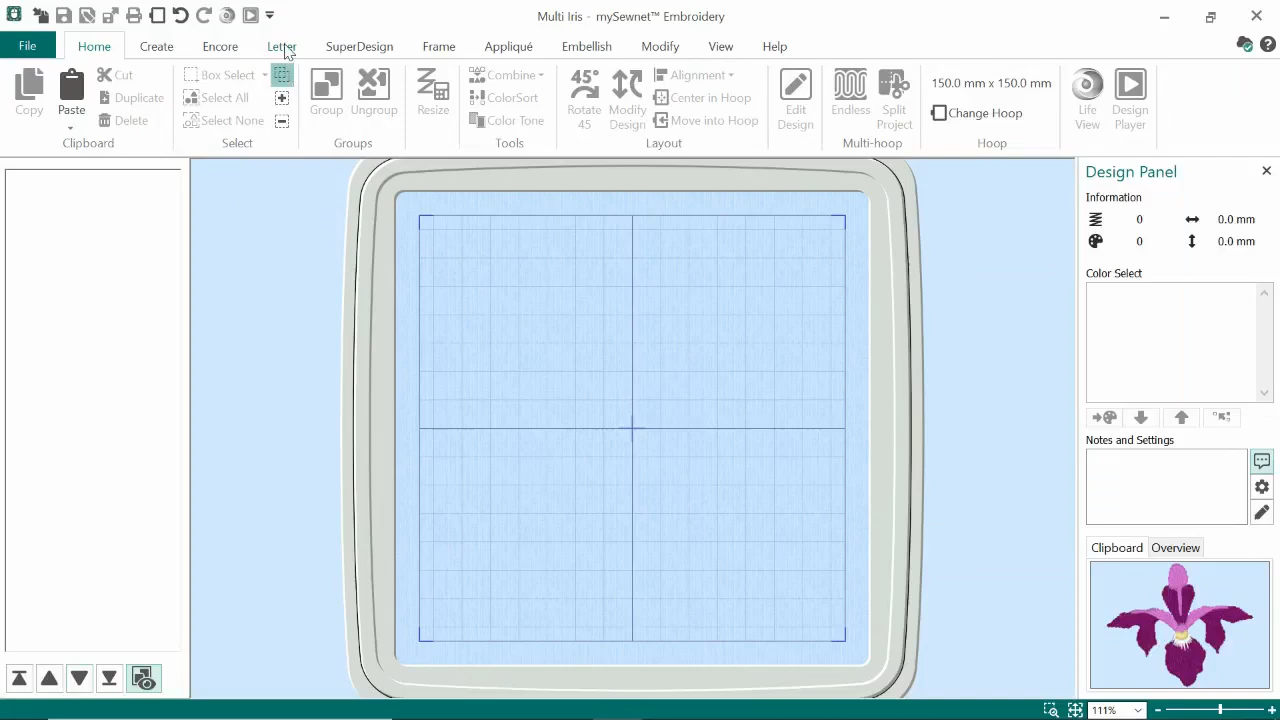 Multi Iris - mySewnet™ Embroidery
File Home Create Encore Letter SuperDesign Frame Appliqué Embellish Modify View Help
Copy Paste Cut Duplicate Delete Clipboard
Box Select Select All Select None Select
Group Ungroup Groups
Resize
Combine ColorSort Color Tone Tools
45° Rotate 45 Modify Design Alignment Center in Hoop Move into Hoop Layout
Edit Design
Endless Split Project Multi-hoop
150.0 mm x 150.0 mm Change Hoop Hoop
Life View Design Player
Design Panel
Information
0 0.0 mm
0 0.0 mm
Color Select
Notes and Settings
Clipboard Overview
111%